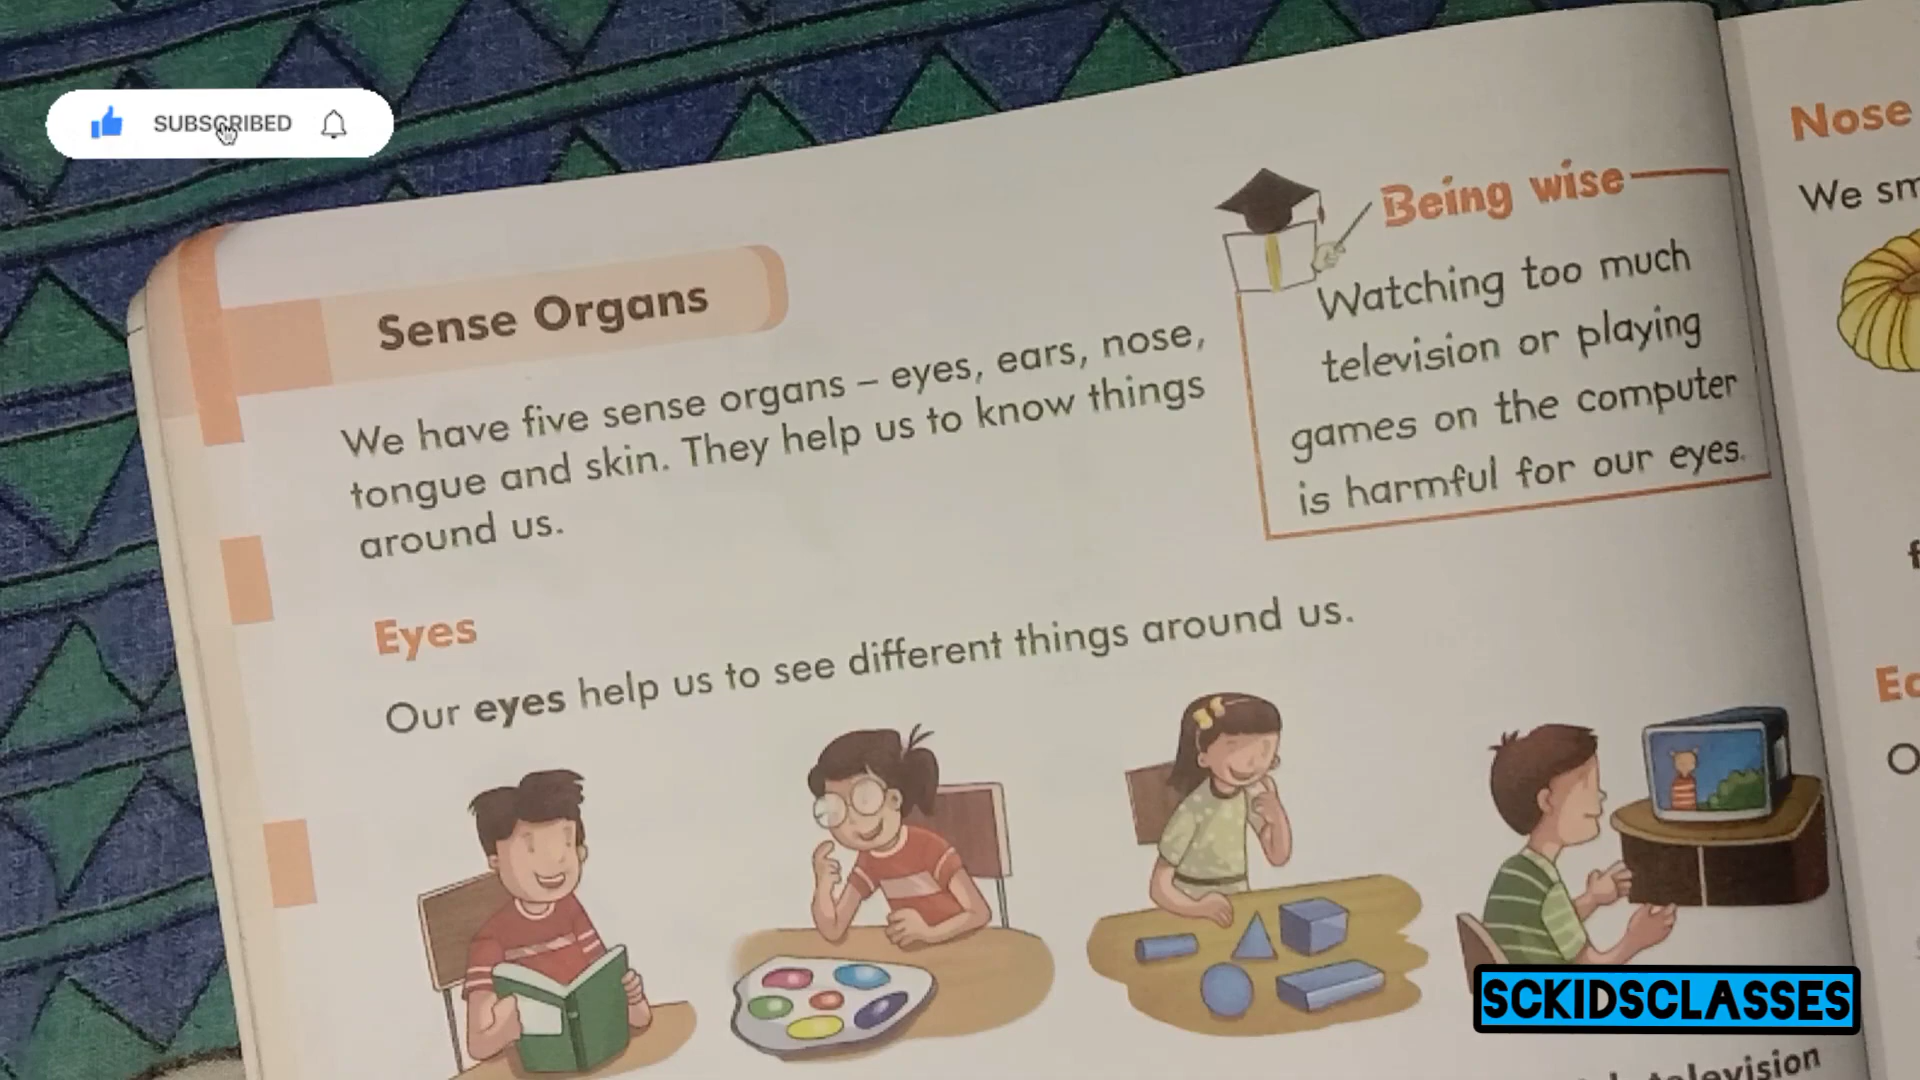 SUBSCRIBED
Sense Organs
We have five sense organs – eyes, ears, nose,
tongue and skin. They help us to know things
around us.
Being wise
Watching too much
television or playing
games on the computer
is harmful for our eyes.
Eyes
Our eyes help us to see different things around us.
television
Nose
We
SCKIDSCLASSES